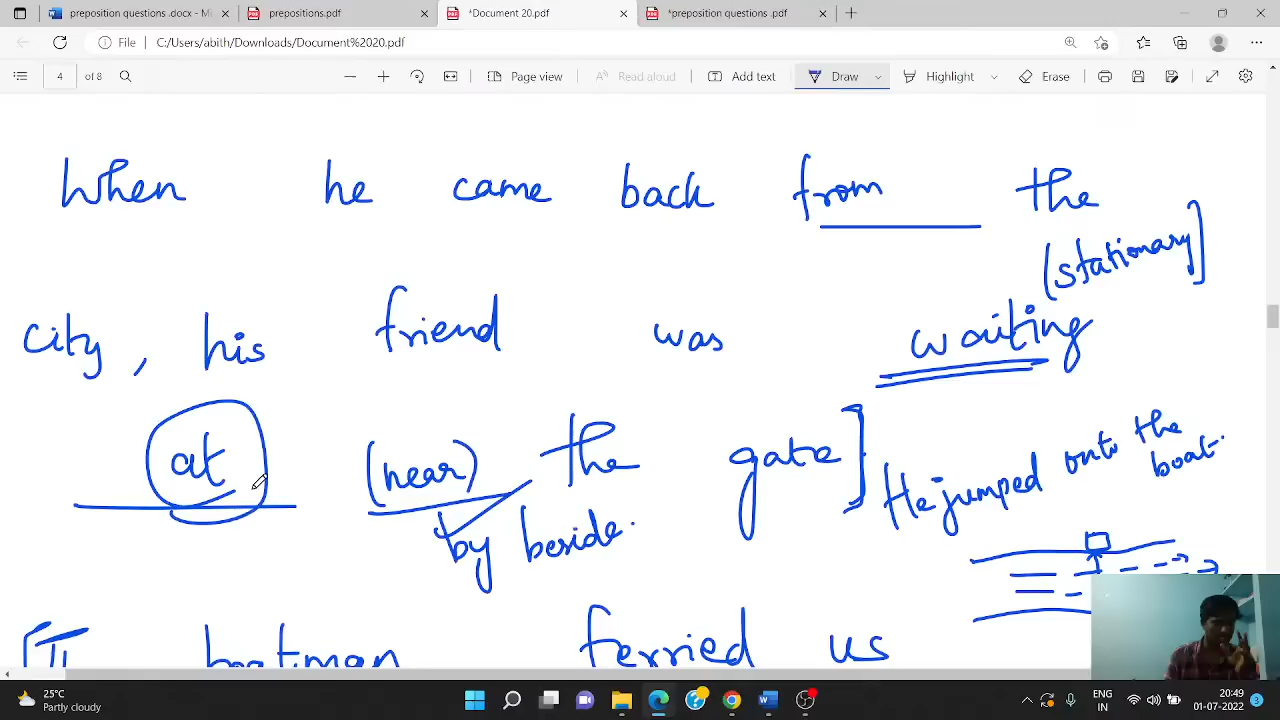 preposition questions .docx - Mi
prepositions.pdf
*Document 20.pdf
*preposition questions .pdf
File
C:/Users/abith/Downloads/Document%2020.pdf
4
of 8
Page view
Read aloud
Add text
Draw
Highlight
Erase
When he came back from the
(stationary]
city, his friend was waiting
at (near) the gate]
by beside.
He jumped onto the
boat.
boatman ferried us
25°C
Partly cloudy
ENG
IN
20:49
01-07-2022
3